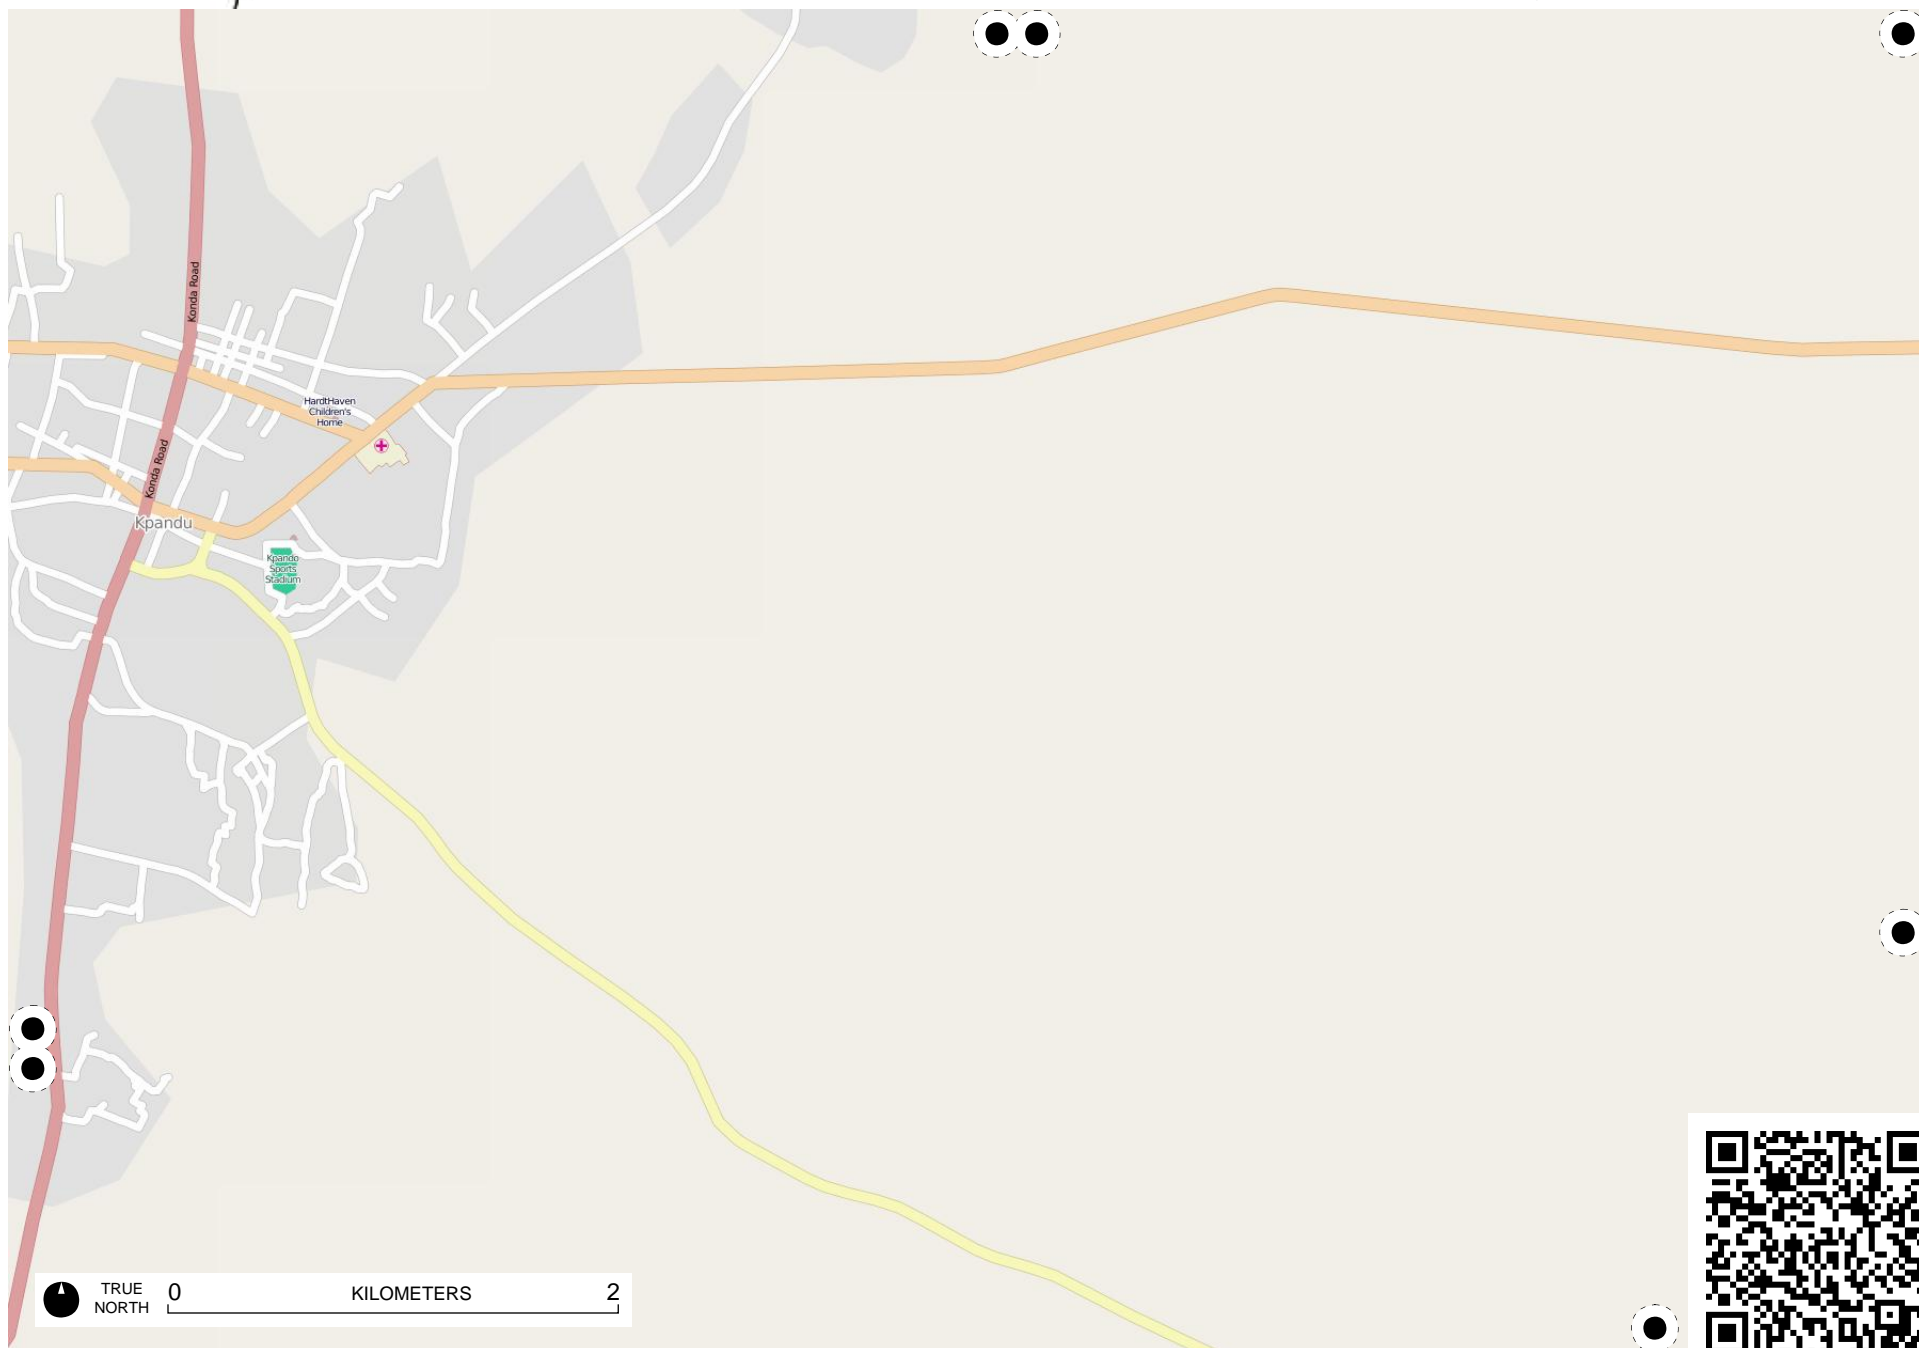 Konda Road
HardtHaven
Children's
Home
Konda Road
Kpandu
Kpando
Sports
Stadium
TRUE
NORTH
0 KILOMETERS 2